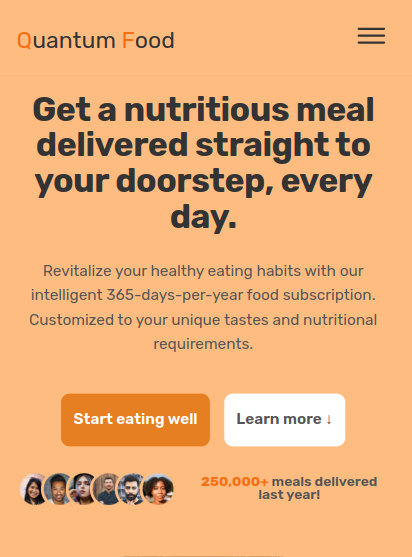 Quantum Food
Get a nutritious meal
delivered straight to
your doorstep, every
day.
Revitalize your healthy eating habits with our
intelligent 365-days-per-year food subscription.
Customized to your unique tastes and nutritional
requirements.
Start eating well
Learn more ↓
250,000+ meals delivered
last year!